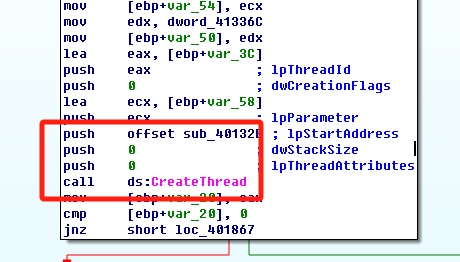 mov [ebp+var_54], ecx
mov edx, dword_41336C
mov [ebp+var_50], edx
lea eax, [ebp+var_3C]
push eax ; lpThreadId
push 0 ; dwCreationFlags
lea ecx, [ebp+var_58]
push ecx ; lpParameter
push offset sub_40132E ; lpStartAddress
push 0 ; dwStackSize
push 0 ; lpThreadAttributes
call ds:CreateThread
mov [ebp+var_20], eax
cmp [ebp+var_20], 0
jnz short loc_401867